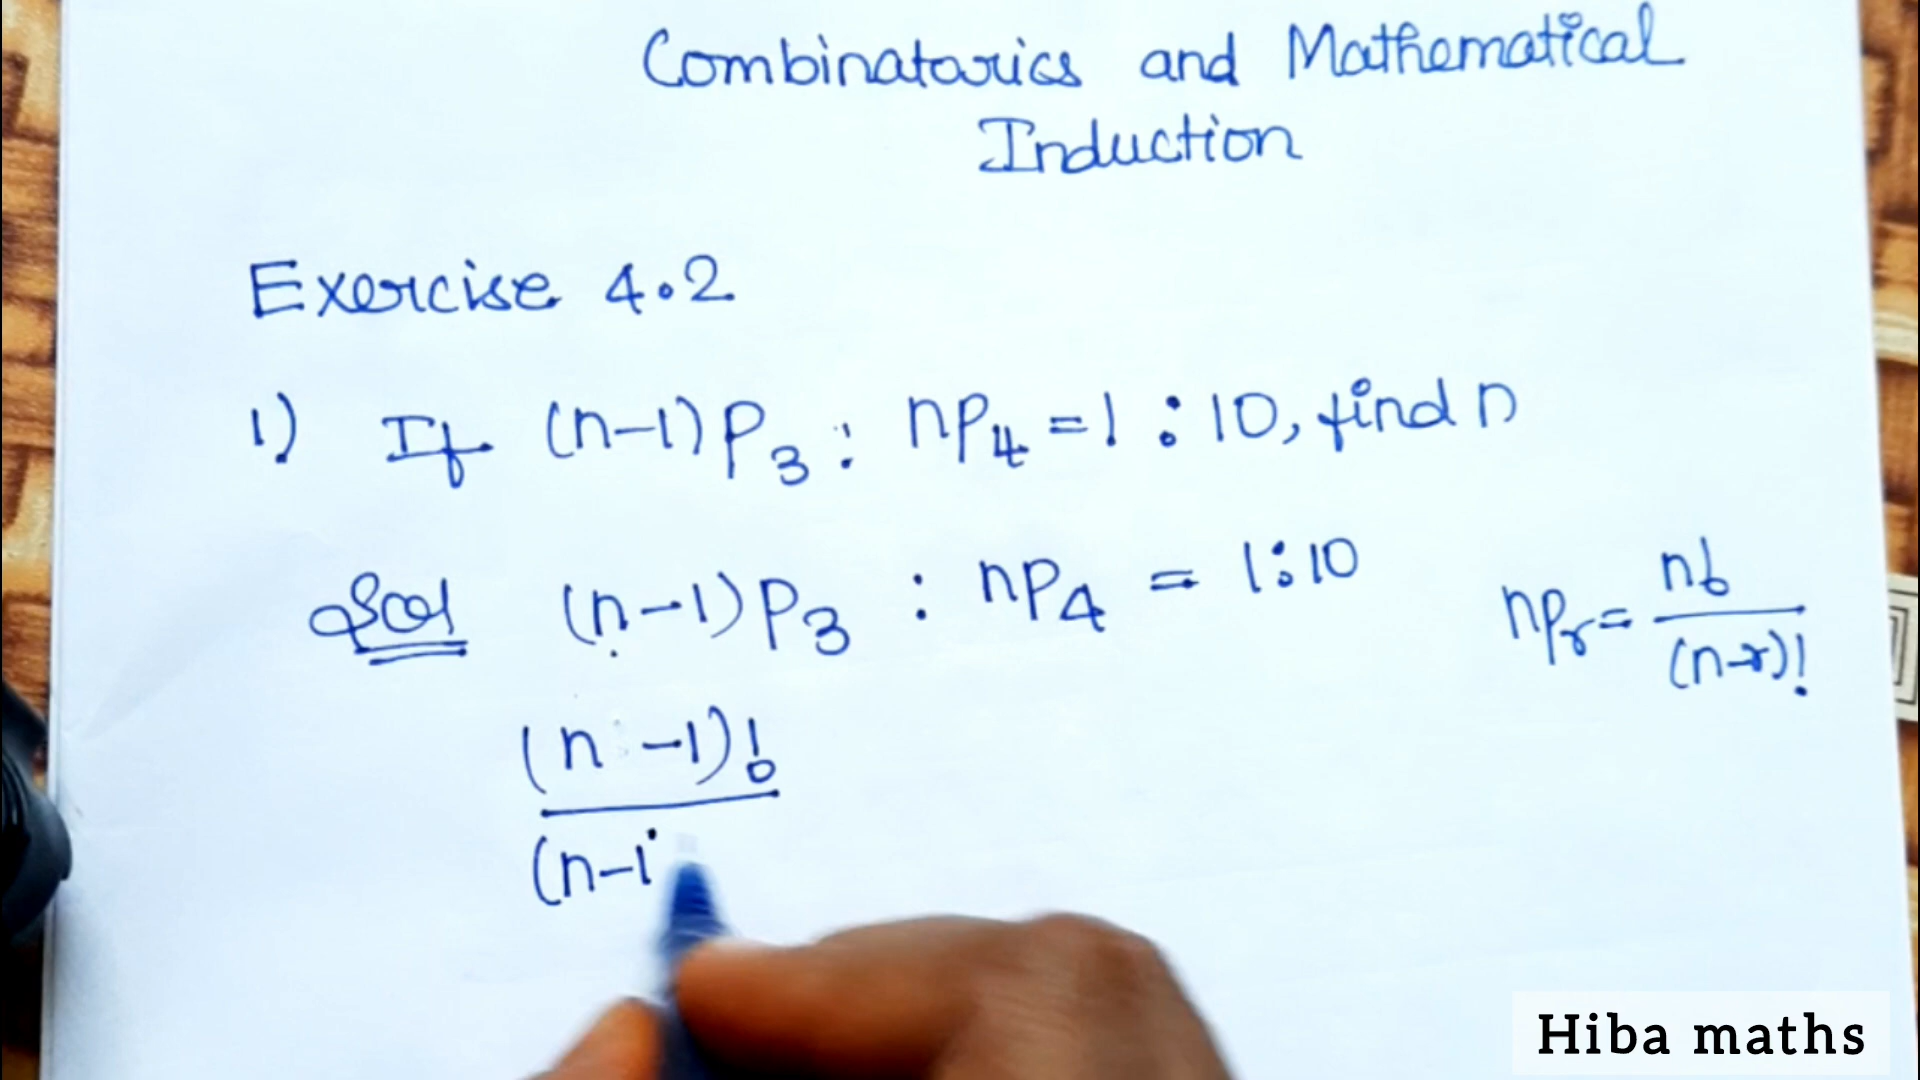 Combinatorics and Mathematical
Induction
Exercise 4.2
1) If (n-1)P₃ : nP₄ = 1 : 10, find n
Sol (n-1)P₃ : nP₄ = 1:10
nPᵣ = n! / (n-r)!
(n-1)!
(n-1
Hiba maths